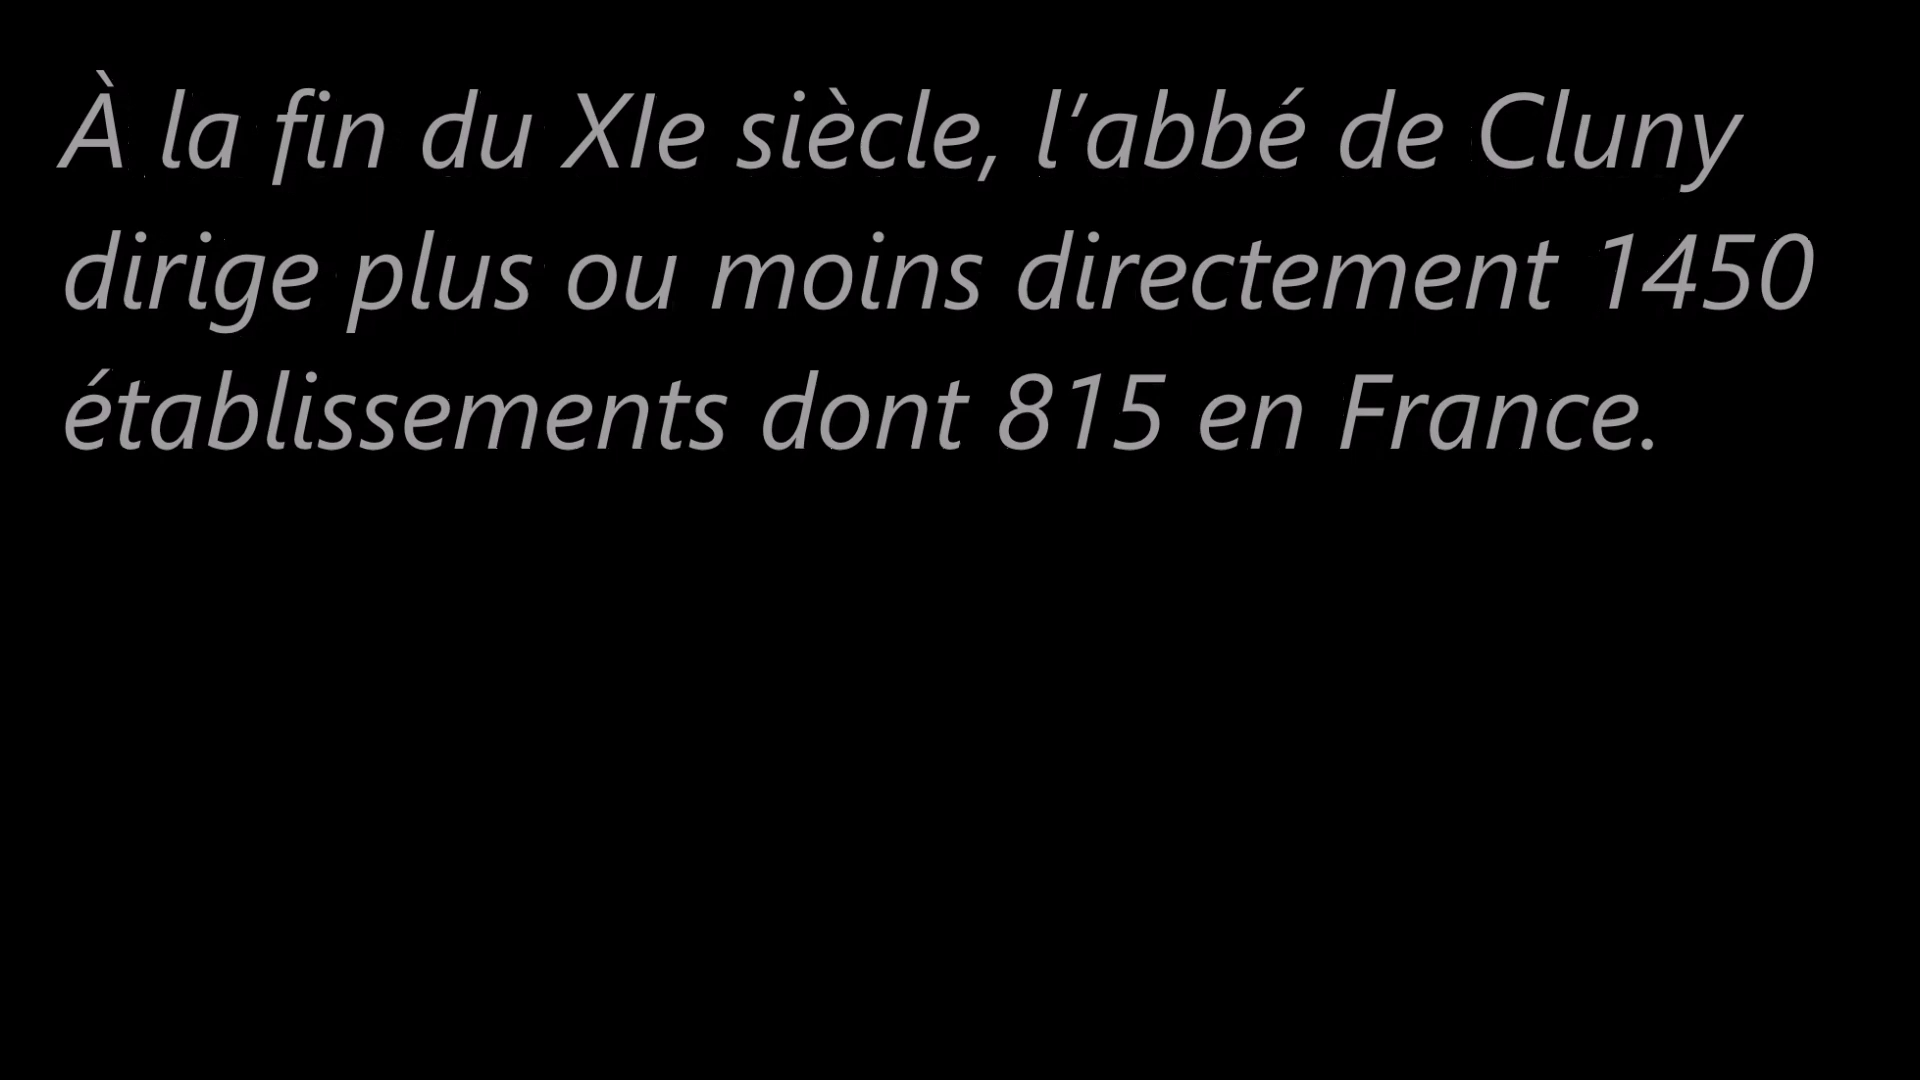 À la fin du XIe siècle, l’abbé de Cluny
dirige plus ou moins directement 1450
établissements dont 815 en France.